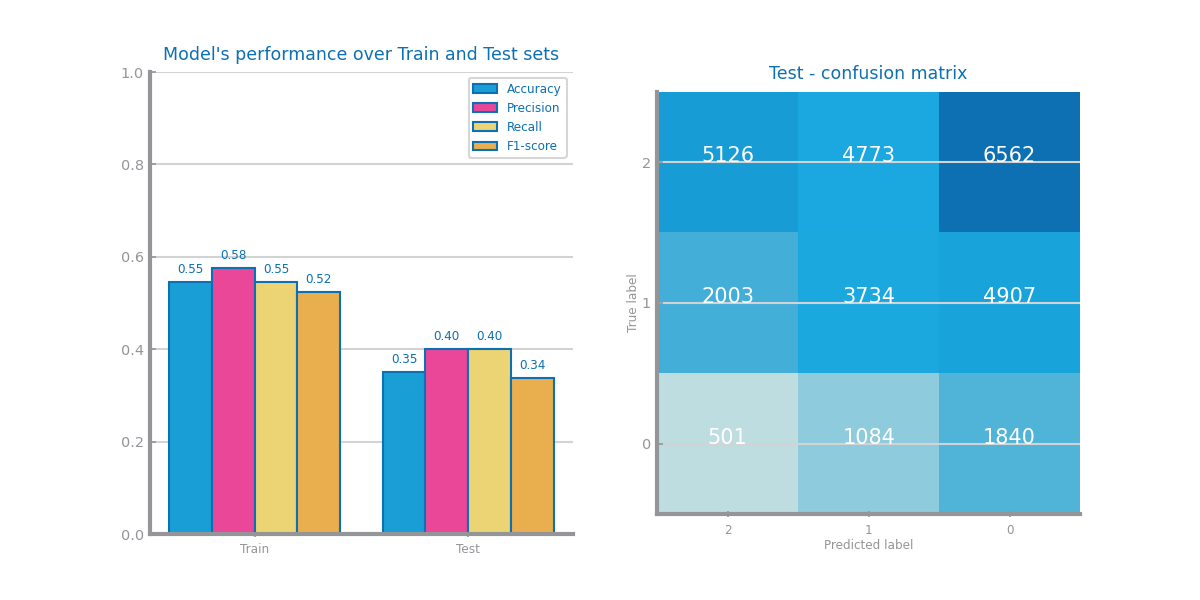 Model's performance over Train and Test sets
1.0
0.8
0.6
0.4
0.2
0.0
Accuracy
Precision
Recall
F1-score
0.55
0.58
0.55
0.52
0.35
0.40
0.40
0.34
Train
Test
Test - confusion matrix
True label
2
5126 4773 6562
1
2003 3734 4907
0
501 1084 1840
2 1 0
Predicted label